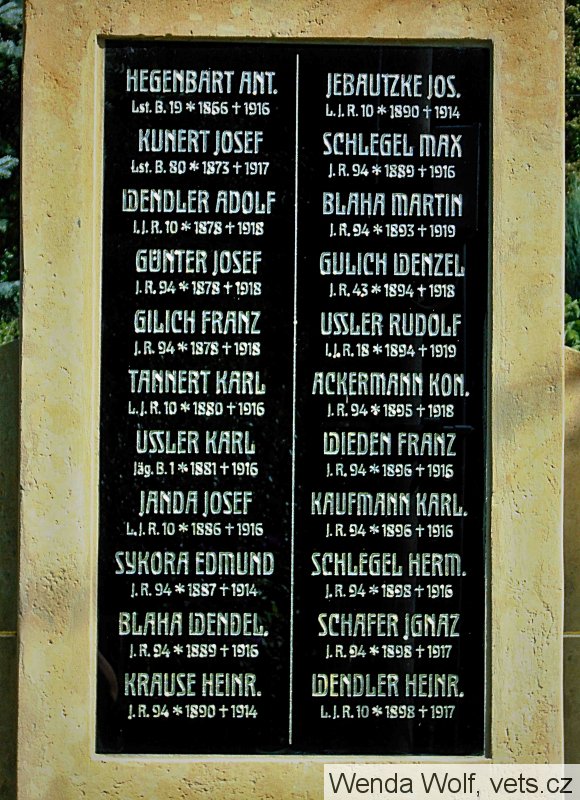 HEGENBART ANT.
Lst. B. 19 * 1866 † 1916
KUNERT JOSEF
Lst. B. 80 * 1873 † 1917
WENDLER ADOLF
I. J. R. 10 * 1878 † 1918
GÜNTER JOSEF
J. R. 94 * 1878 † 1918
GILICH FRANZ
J. R. 94 * 1878 † 1918
TANNERT KARL
L. J. R. 10 * 1880 † 1916
USSLER KARL
Jäg. B. 1 * 1881 † 1916
JANDA JOSEF
L. J. R. 10 * 1886 † 1916
SYKORA EDMUND
J. R. 94 * 1887 † 1914
BLAHA WENDEL.
J. R. 94 * 1889 † 1916
KRAUSE HEINR.
J. R. 94 * 1890 † 1914
JEBAUTZKE JOS.
L. J. R. 10 * 1890 † 1914
SCHLEGEL MAX
J. R. 94 * 1889 † 1916
BLAHA MARTIN
J. R. 94 * 1893 † 1919
GULICH WENZEL
J. R. 43 * 1894 † 1918
USSLER RUDOLF
I. J. R. 18 * 1894 † 1919
ACKERMANN KON.
J. R. 94 * 1895 † 1918
WIEDEN FRANZ
J. R. 94 * 1896 † 1916
KAUFMANN KARL.
J. R. 94 * 1896 † 1916
SCHLEGEL HERM.
J. R. 94 * 1898 † 1916
SCHAFER JGNAZ
J. R. 94 * 1898 † 1917
WENDLER HEINR.
L. J. R. 10 * 1898 † 1917
Wenda Wolf, vets.cz